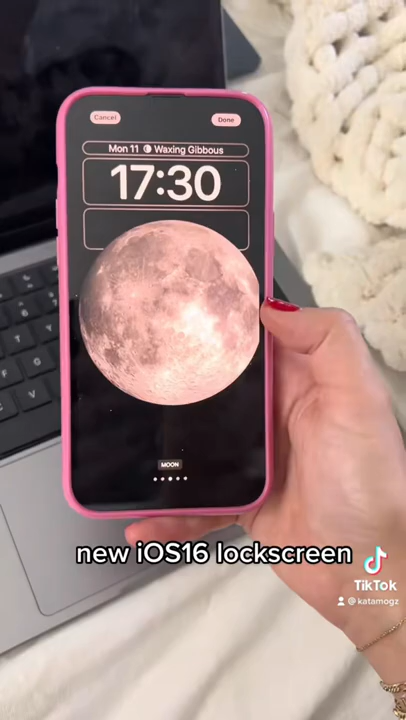 Cancel
Done
Mon 11 Waxing Gibbous
17:30
MOON
new iOS16 lockscreen
TikTok
@katamogz